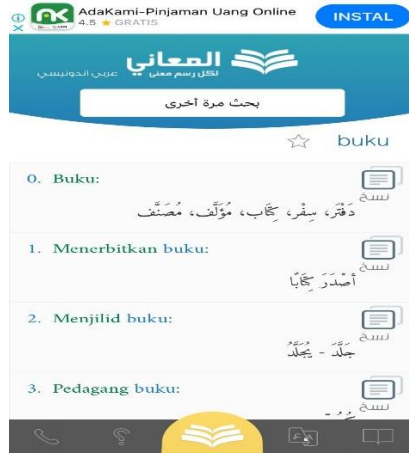 AdaKami-Pinjaman Uang Online
4.5 ★ GRATIS
INSTAL
المعاني
لكل رسم معنى
عربي اندونيسي
بحث مرة أخرى
buku
0. Buku:
نسخ
دَفْتَر، سِفْر، كِتَاب، مُؤَلَّف، مُصَنَّف
1. Menerbitkan buku:
نسخ
أَصْدَرَ كِتَابًا
2. Menjilid buku:
نسخ
جَلَّدَ - يُجَلِّدُ
3. Pedagang buku:
نسخ